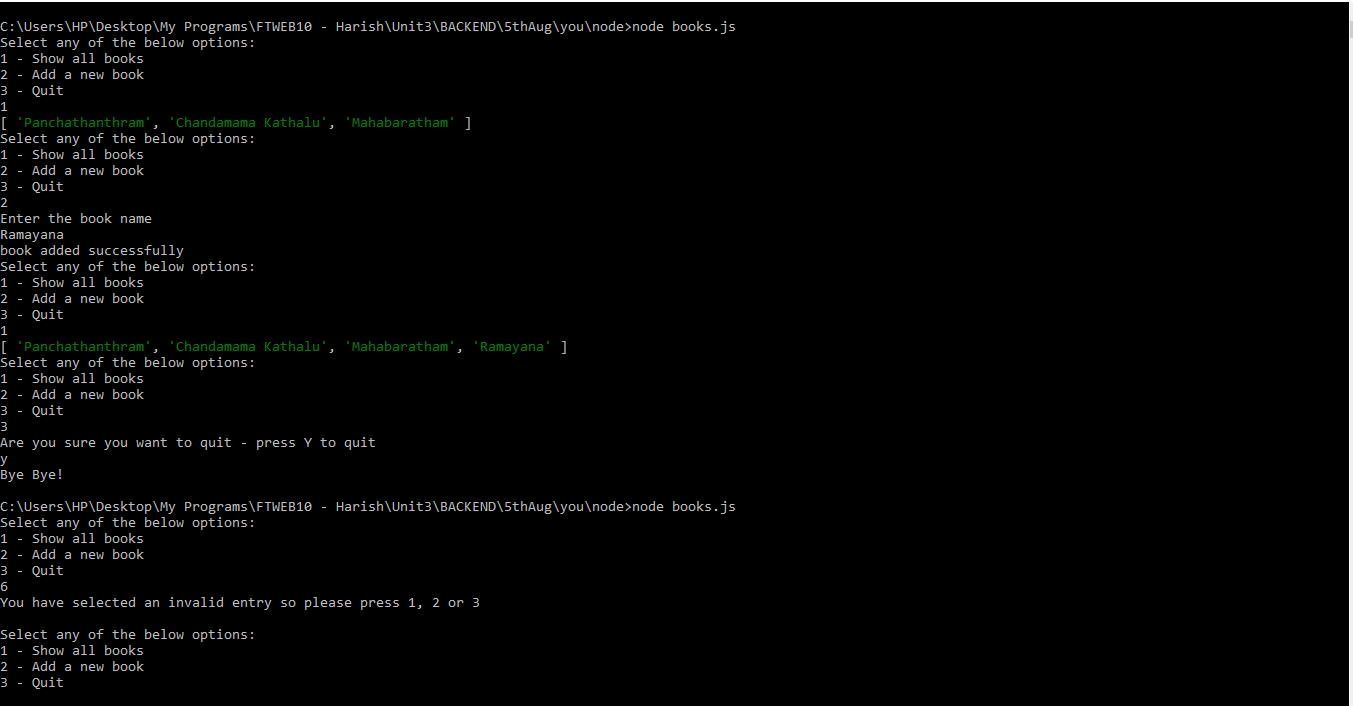 C:\Users\HP\Desktop\My Programs\FTWEB10 - Harish\Unit3\BACKEND\5thAug\you\node>node books.js
Select any of the below options:
1 - Show all books
2 - Add a new book
3 - Quit
1
[ 'Panchathanthram', 'Chandamama Kathalu', 'Mahabaratham' ]
Select any of the below options:
1 - Show all books
2 - Add a new book
3 - Quit
2
Enter the book name
Ramayana
book added successfully
Select any of the below options:
1 - Show all books
2 - Add a new book
3 - Quit
1
[ 'Panchathanthram', 'Chandamama Kathalu', 'Mahabaratham', 'Ramayana' ]
Select any of the below options:
1 - Show all books
2 - Add a new book
3 - Quit
3
Are you sure you want to quit - press Y to quit
y
Bye Bye!
C:\Users\HP\Desktop\My Programs\FTWEB10 - Harish\Unit3\BACKEND\5thAug\you\node>node books.js
Select any of the below options:
1 - Show all books
2 - Add a new book
3 - Quit
6
You have selected an invalid entry so please press 1, 2 or 3
Select any of the below options:
1 - Show all books
2 - Add a new book
3 - Quit